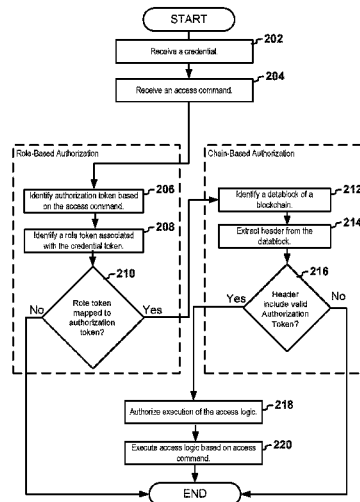 START
Receive a credential.
202
Receive an access command.
204
Role-Based Authorization
Identify authorization token based
on the access command.
206
Identify a role token associated
with the credential token.
208
210
Role token
mapped to
authorization
token?
No
Yes
Chain-Based Authorization
Identify a datablock of a
blockchain.
212
Extract header from the
datablock.
214
216
Header
include valid
Authorization
Token?
Yes
No
Authorize execution of the access logic.
218
Execute access logic based on access
command.
220
END